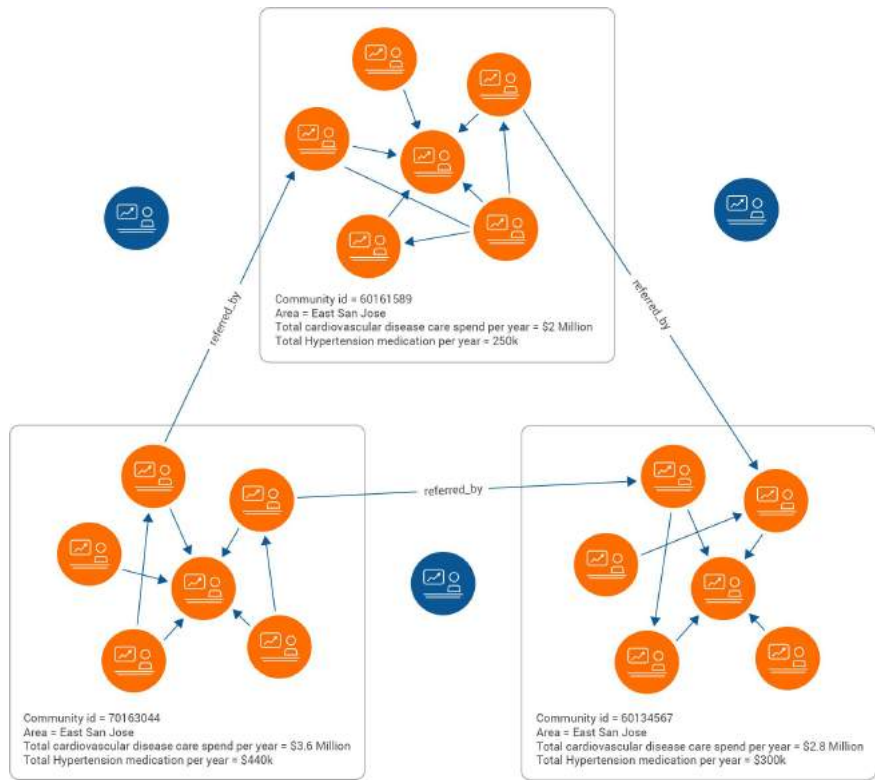 Community id = 60161589
Area = East San Jose
Total cardiovascular disease care spend per year = $2 Million
Total Hypertension medication per year = 250k
referred_by
referred_by
referred_by
Community id = 70163044
Area = East San Jose
Total cardiovascular disease care spend per year = $3.6 Million
Total Hypertension medication per year = $440k
Community id = 60134567
Area = East San Jose
Total cardiovascular disease care spend per year = $2.8 Million
Total Hypertension medication per year = $300k